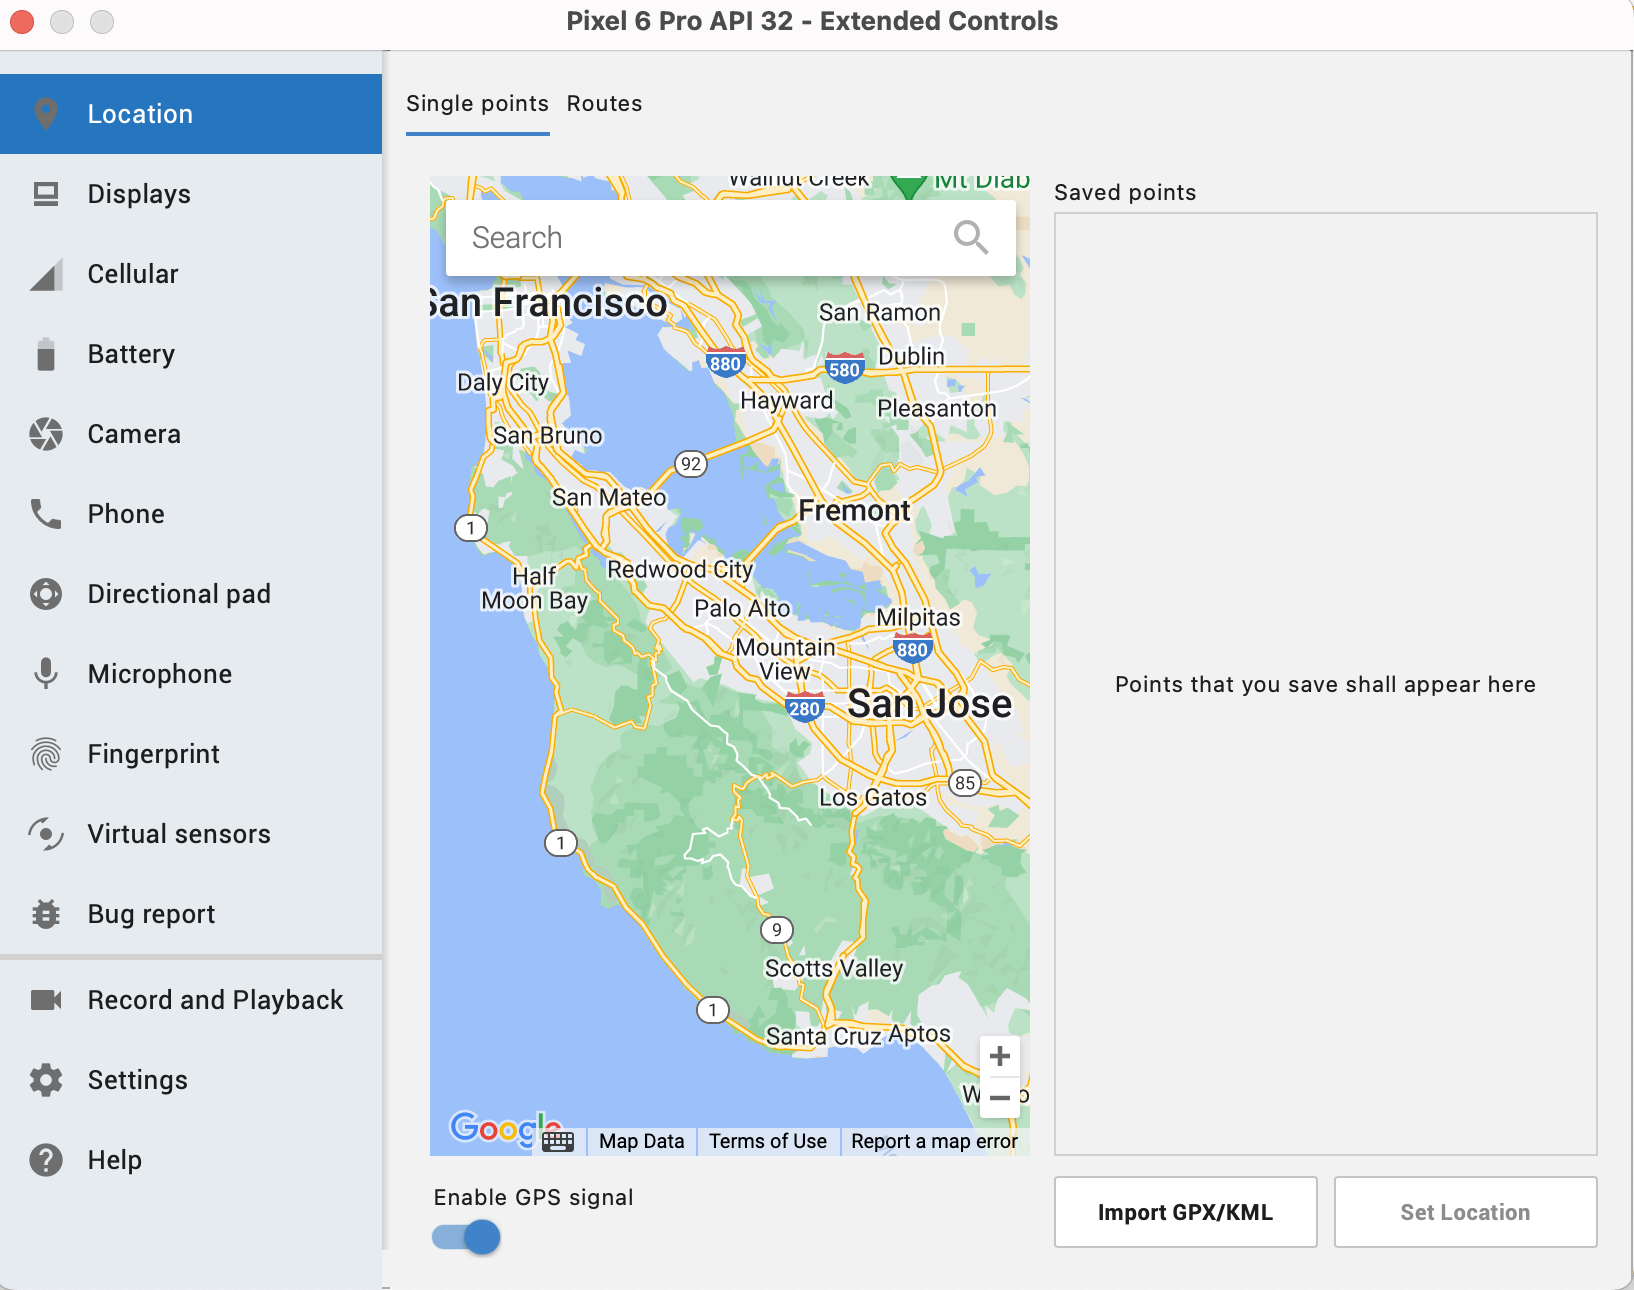 Pixel 6 Pro API 32 - Extended Controls
Location
Displays
Cellular
Battery
Camera
Phone
Directional pad
Microphone
Fingerprint
Virtual sensors
Bug report
Record and Playback
Settings
Help
Single points Routes
Walnut Creek Mt Diab
Search
San Francisco
San Ramon
880
580
Dublin
Daly City
Hayward
Pleasanton
San Bruno
92
San Mateo
Fremont
1
Redwood City
Half
Moon Bay
Palo Alto
Milpitas
Mountain
View
880
280
San Jose
85
Los Gatos
1
9
Scotts Valley
1
Santa Cruz Aptos
+
−
Google
Map Data
Terms of Use
Report a map error
Enable GPS signal
Saved points
Points that you save shall appear here
Import GPX/KML
Set Location